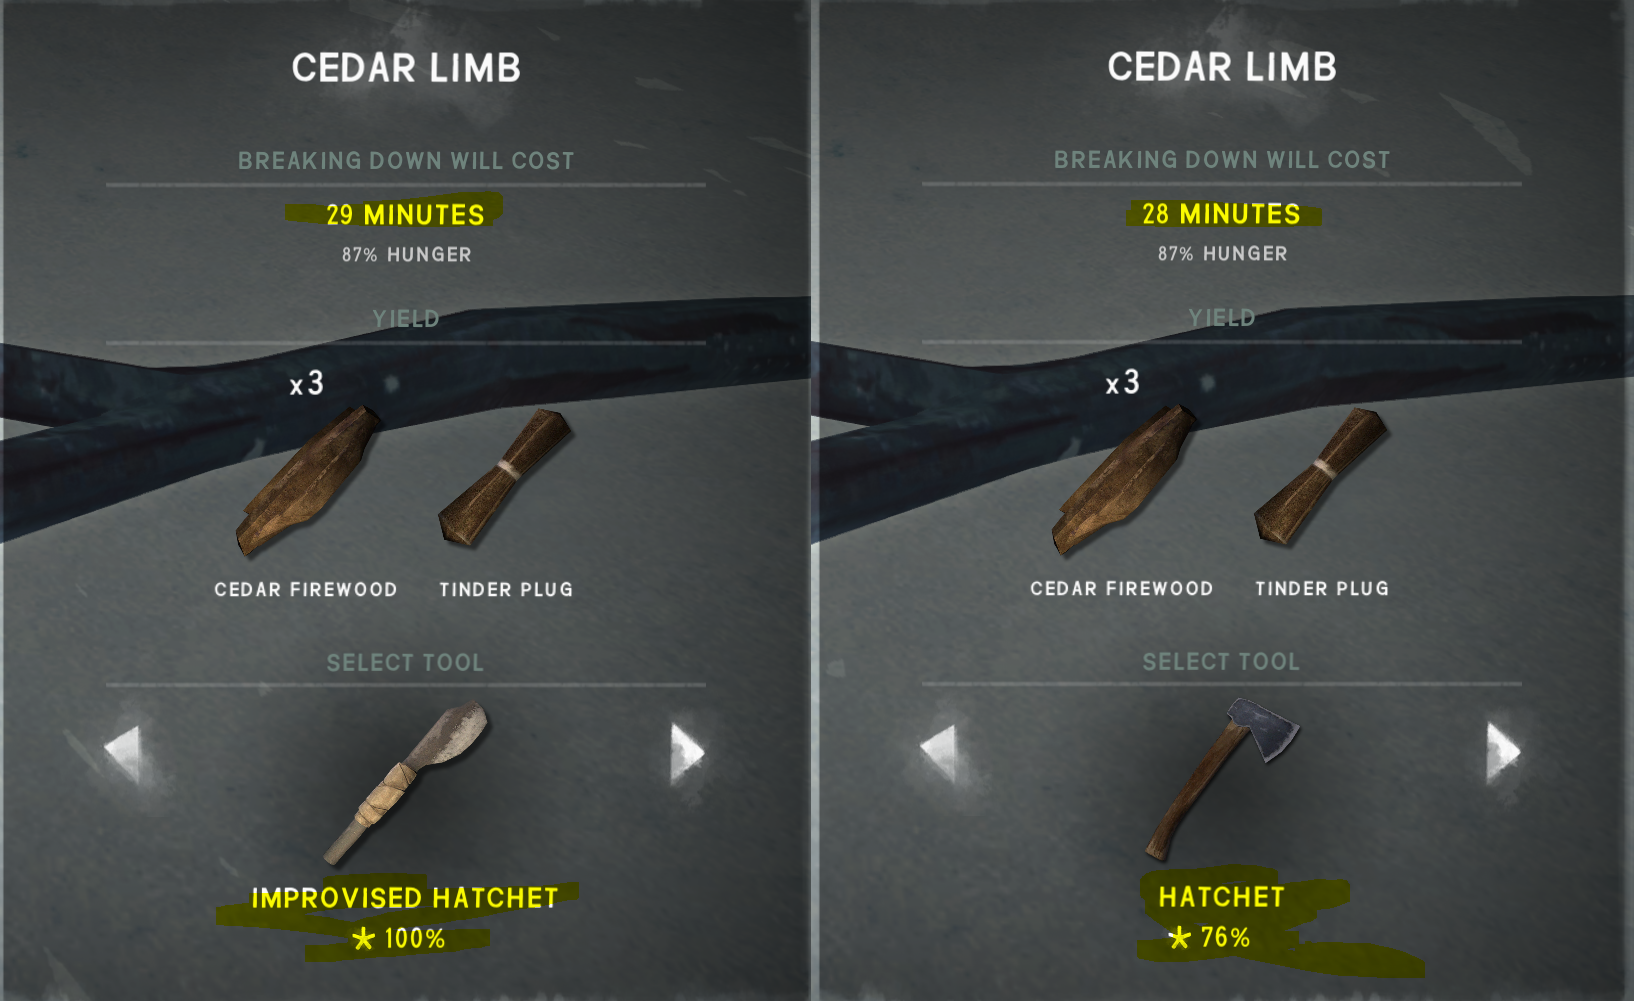 CEDAR LIMB
BREAKING DOWN WILL COST
29 MINUTES
87% HUNGER
YIELD
x3
CEDAR FIREWOOD TINDER PLUG
SELECT TOOL
IMPROVISED HATCHET
100%
CEDAR LIMB
BREAKING DOWN WILL COST
28 MINUTES
87% HUNGER
YIELD
x3
CEDAR FIREWOOD TINDER PLUG
SELECT TOOL
HATCHET
76%